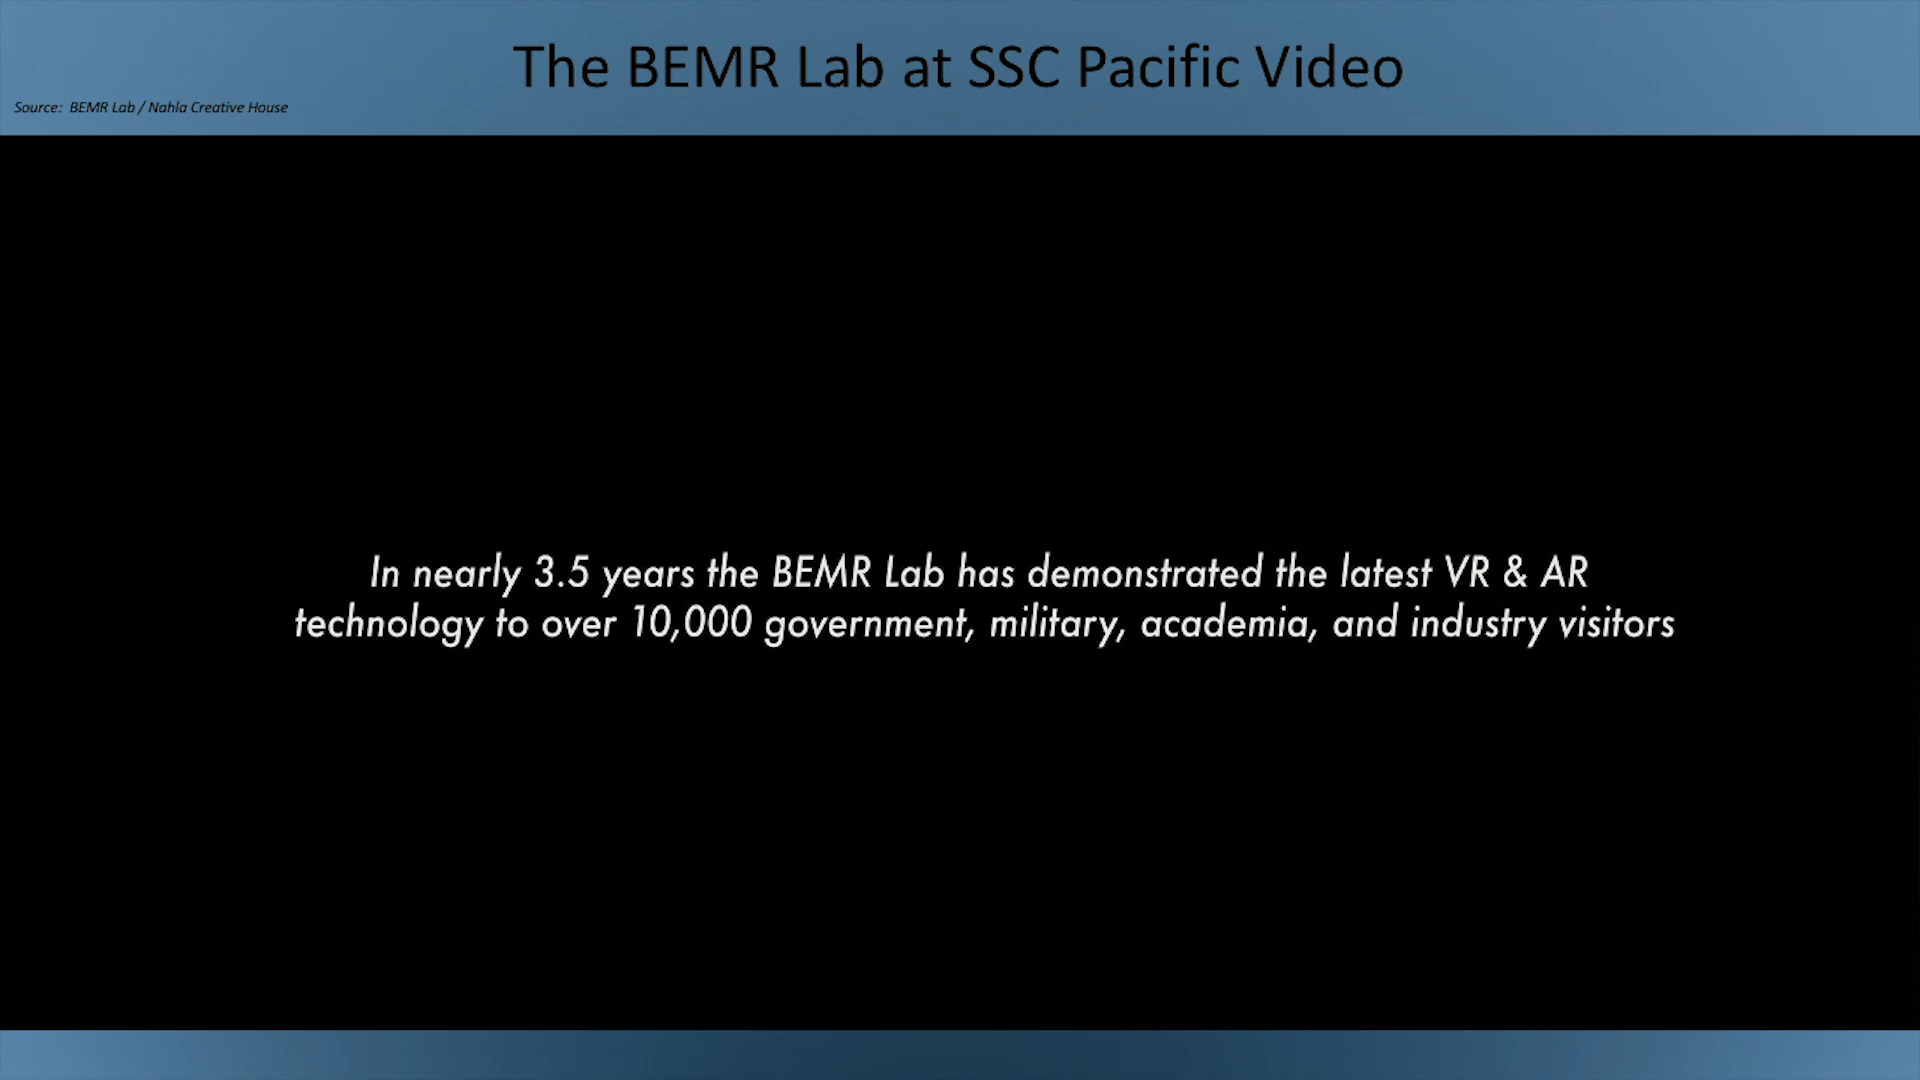 The BEMR Lab at SSC Pacific Video
Source: BEMR Lab / Nahla Creative House
In nearly 3.5 years the BEMR Lab has demonstrated the latest VR & AR
technology to over 10,000 government, military, academia, and industry visitors